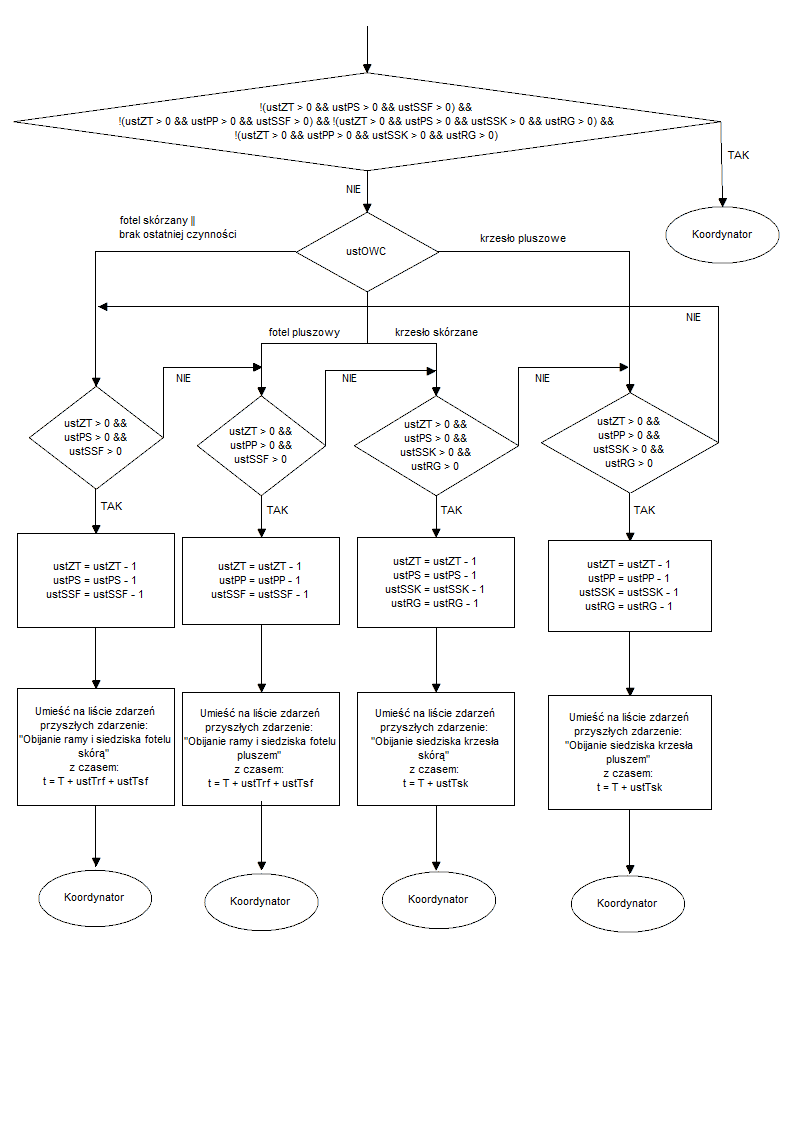 !(ustZT > 0 && ustPS > 0 && ustSSF > 0) &&
!(ustZT > 0 && ustPP > 0 && ustSSF > 0) && !(ustZT > 0 && ustPS > 0 && ustSSK > 0 && ustRG > 0) &&
!(ustZT > 0 && ustPP > 0 && ustSSK > 0 && ustRG > 0)
TAK
NIE
Koordynator
fotel skórzany ||
brak ostatniej czynności
ustOWC
krzesło pluszowe
NIE
fotel pluszowy
krzesło skórzane
NIE
NIE
NIE
ustZT > 0 &&
ustPS > 0 &&
ustSSF > 0
ustZT > 0 &&
ustPP > 0 &&
ustSSF > 0
ustZT > 0 &&
ustPS > 0 &&
ustSSK > 0 &&
ustRG > 0
ustZT > 0 &&
ustPP > 0 &&
ustSSK > 0 &&
ustRG > 0
TAK
TAK
TAK
TAK
ustZT = ustZT - 1
ustPS = ustPS - 1
ustSSF = ustSSF - 1
ustZT = ustZT - 1
ustPP = ustPP - 1
ustSSF = ustSSF - 1
ustZT = ustZT - 1
ustPS = ustPS - 1
ustSSK = ustSSK - 1
ustRG = ustRG - 1
ustZT = ustZT - 1
ustPP = ustPP - 1
ustSSK = ustSSK - 1
ustRG = ustRG - 1
Umieść na liście zdarzeń
przyszłych zdarzenie:
"Obijanie ramy i siedziska fotelu
skórą"
z czasem:
t = T + ustTrf + ustTsf
Umieść na liście zdarzeń
przyszłych zdarzenie:
"Obijanie ramy i siedziska fotelu
pluszem"
z czasem:
t = T + ustTrf + ustTsf
Umieść na liście zdarzeń
przyszłych zdarzenie:
"Obijanie siedziska krzesła
skórą"
z czasem:
t = T + ustTsk
Umieść na liście zdarzeń
przyszłych zdarzenie:
"Obijanie siedziska krzesła
pluszem"
z czasem:
t = T + ustTsk
Koordynator
Koordynator
Koordynator
Koordynator